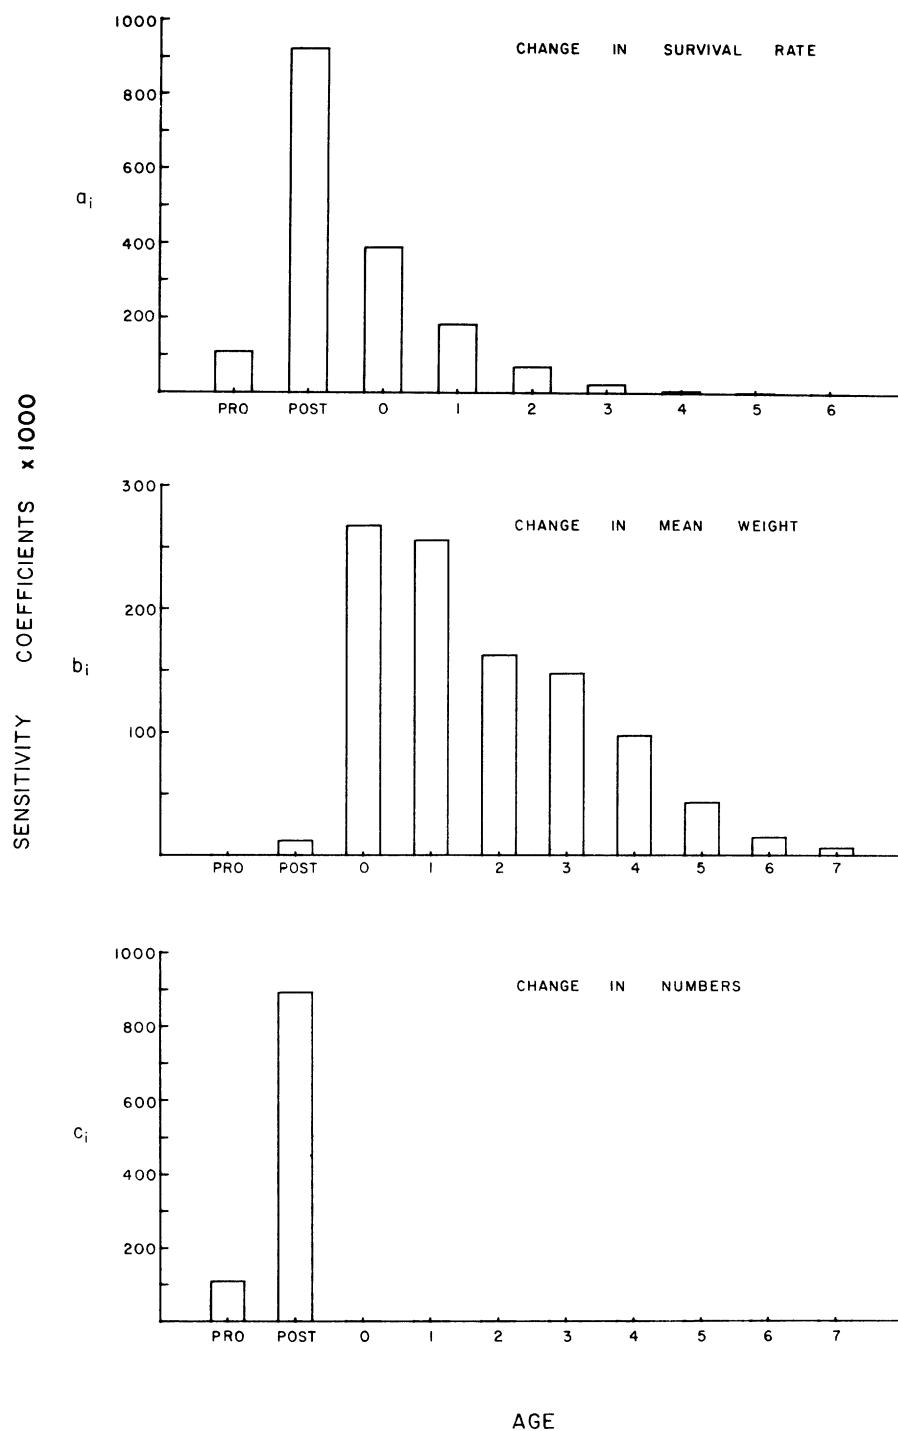 1000
CHANGE IN SURVIVAL RATE
800
600
aᵢ
400
200
PRO POST 0 1 2 3 4 5 6
SENSITIVITY COEFFICIENTS x 1000
300
CHANGE IN MEAN WEIGHT
200
bᵢ
100
PRO POST 0 1 2 3 4 5 6 7
1000
CHANGE IN NUMBERS
800
600
cᵢ
400
200
PRO POST 0 1 2 3 4 5 6 7
AGE